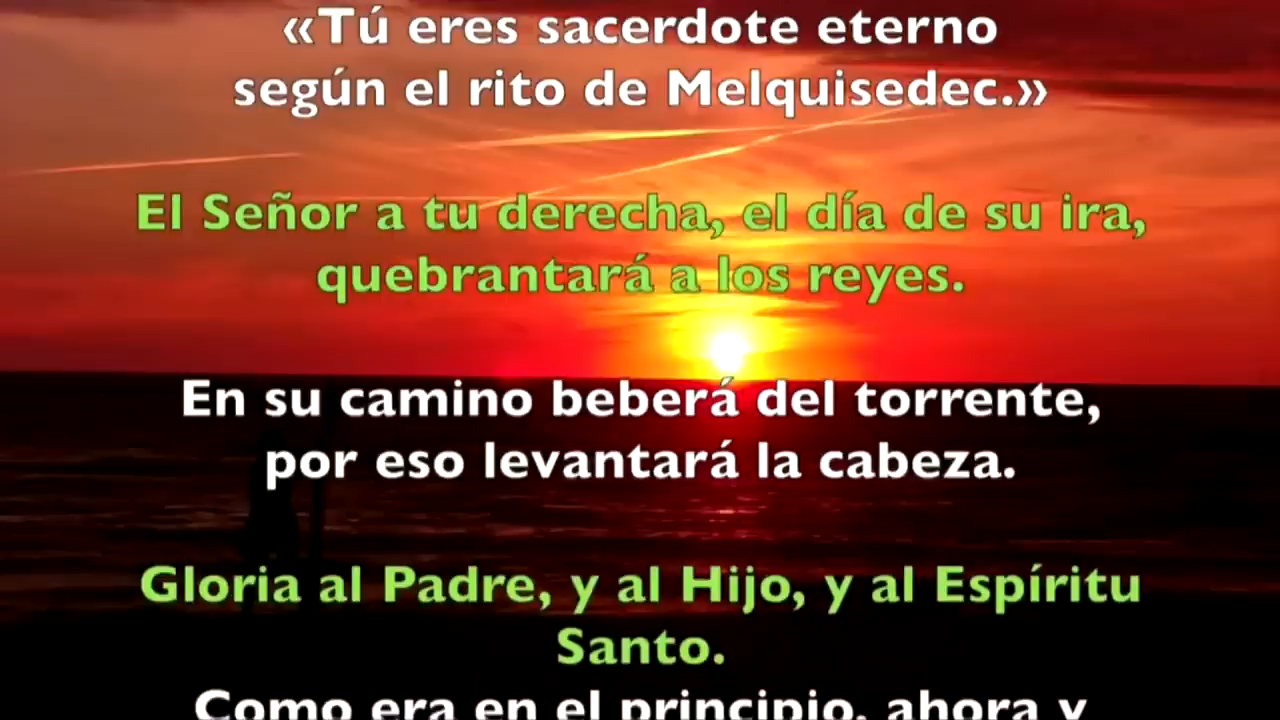 «Tú eres sacerdote eterno
según el rito de Melquisedec.»
El Señor a tu derecha, el día de su ira,
quebrantará a los reyes.
En su camino beberá del torrente,
por eso levantará la cabeza.
Gloria al Padre, y al Hijo, y al Espíritu
Santo.
Como era en el principio, ahora y